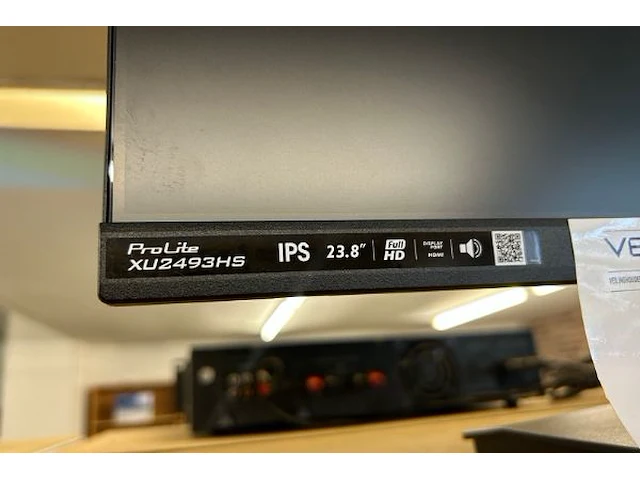 ProLite
XU2493HS
IPS 23.8" Full HD DISPLAY PORT HDMI
VE